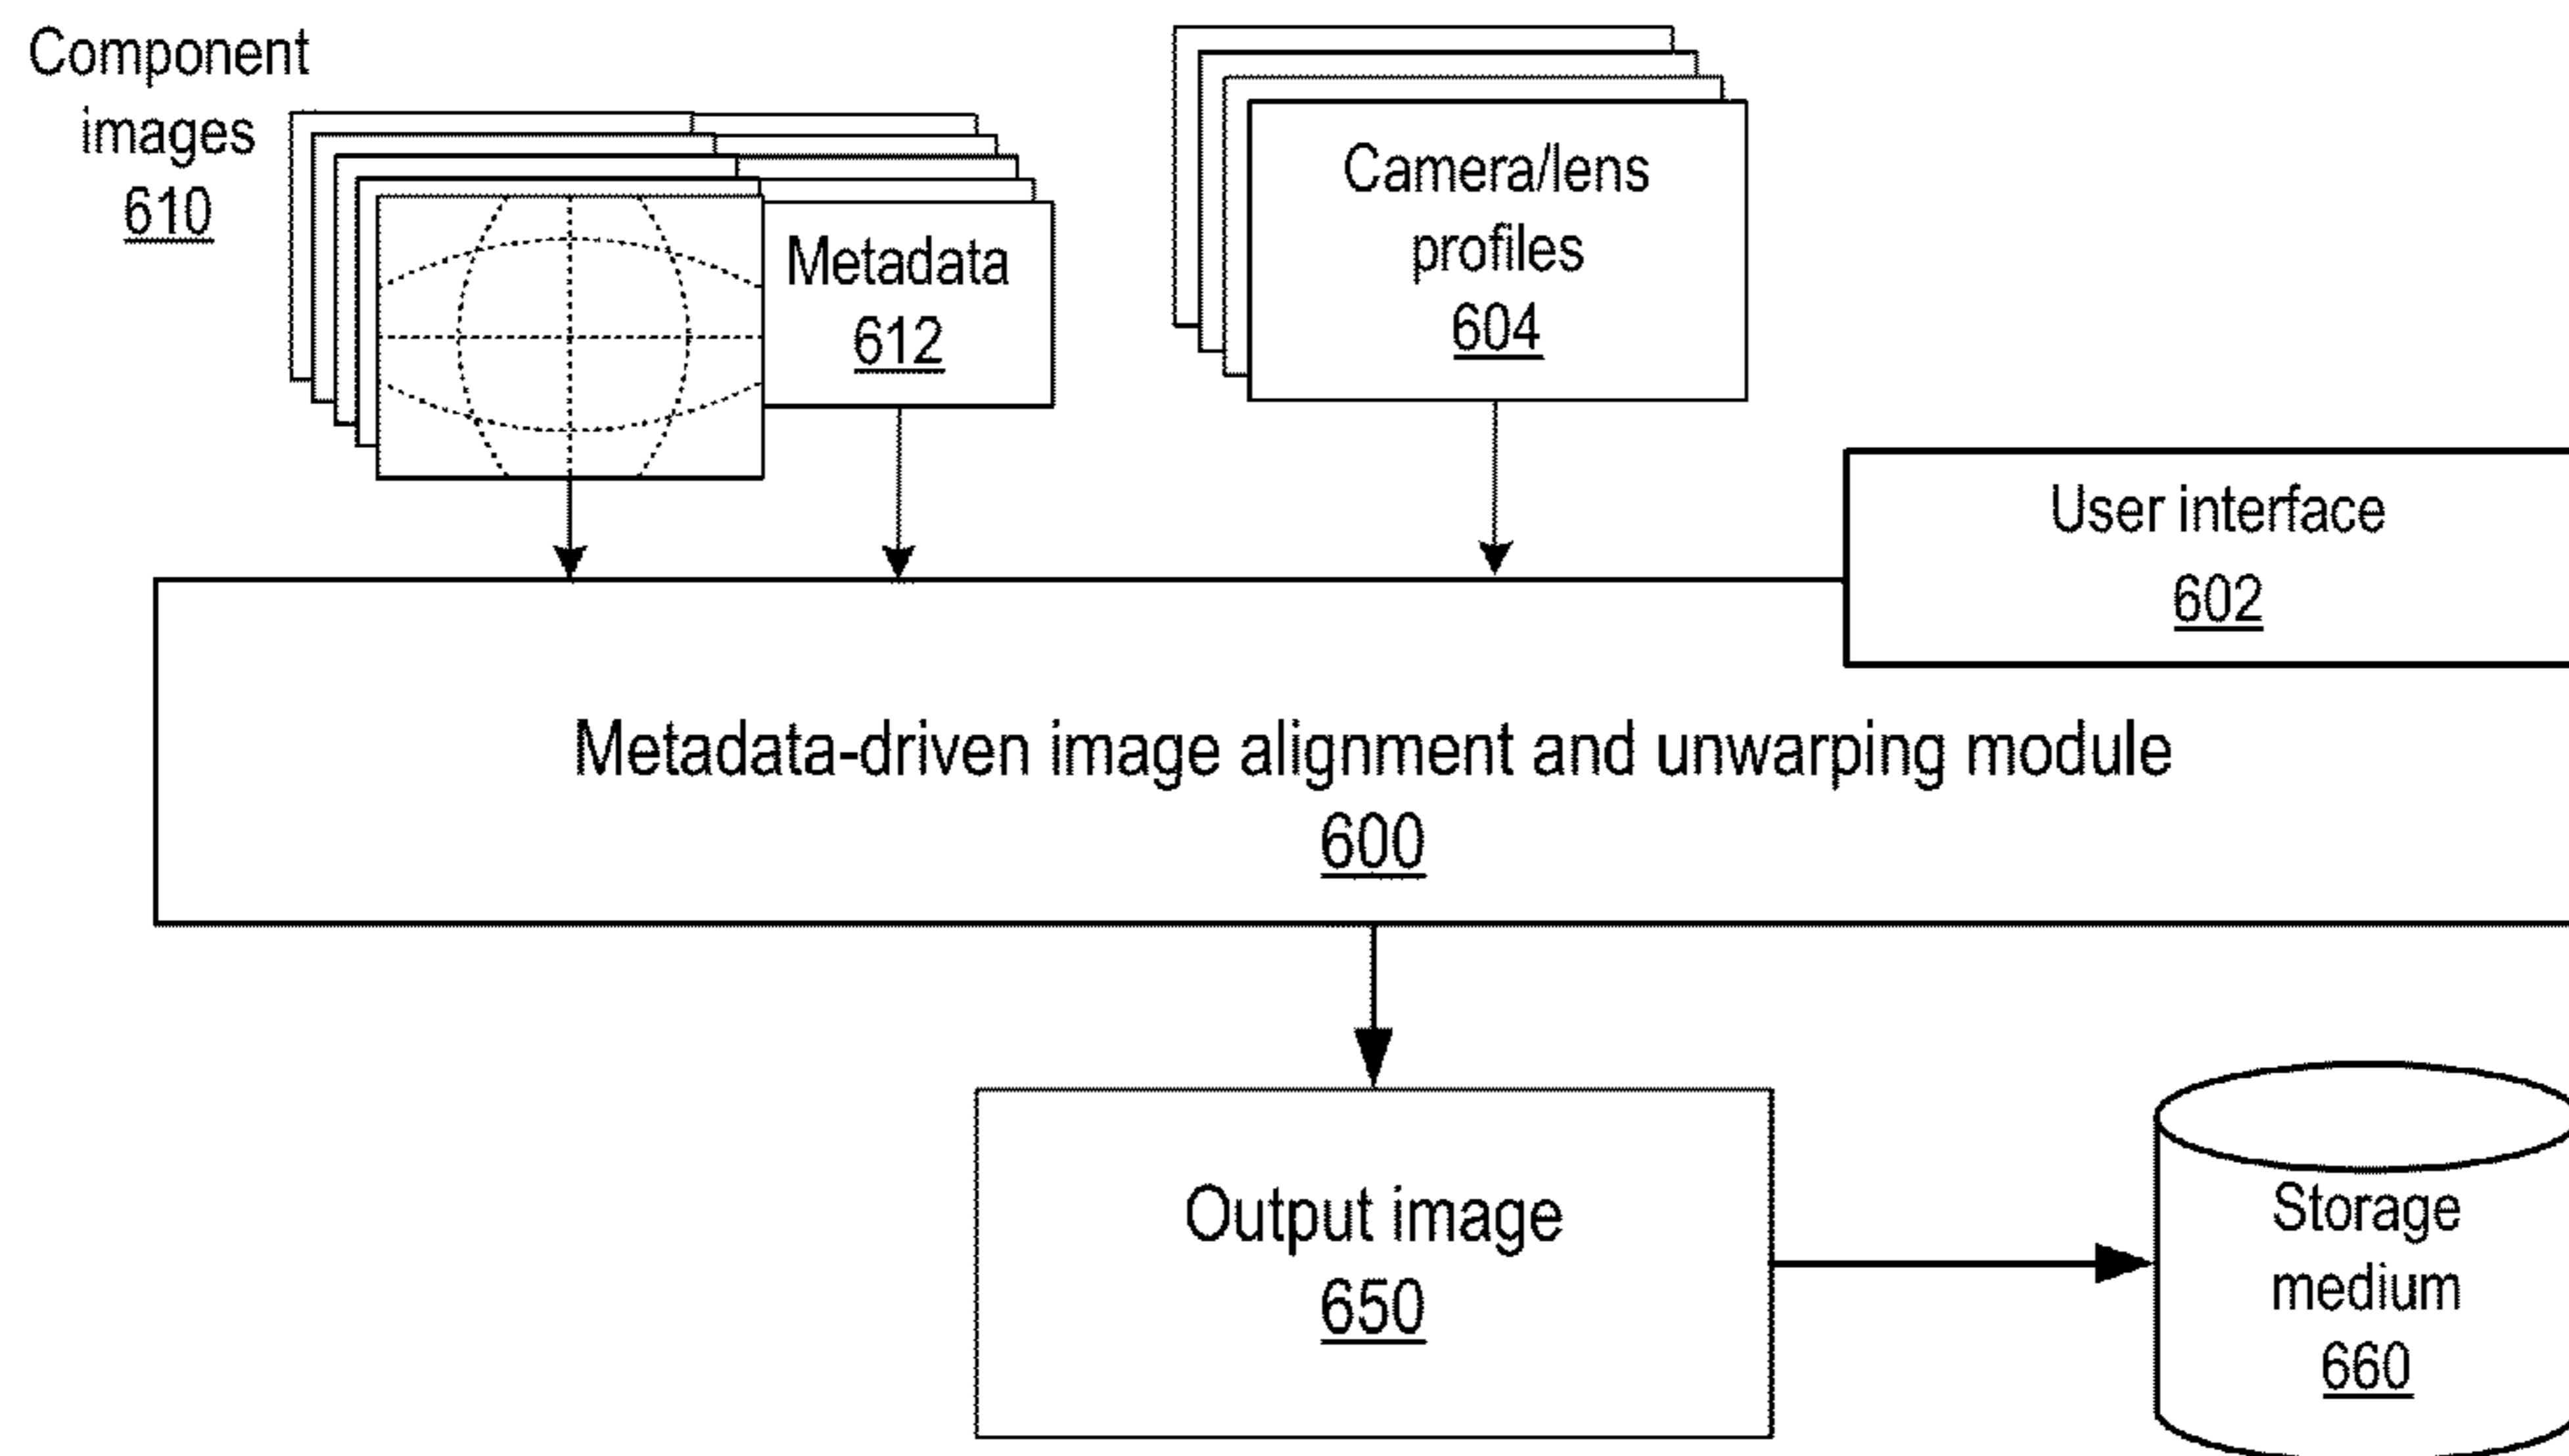 Component
images
610
Metadata
612
Camera/lens
profiles
604
User interface
602
Metadata-driven image alignment and unwarping module
600
Output image
650
Storage
medium
660